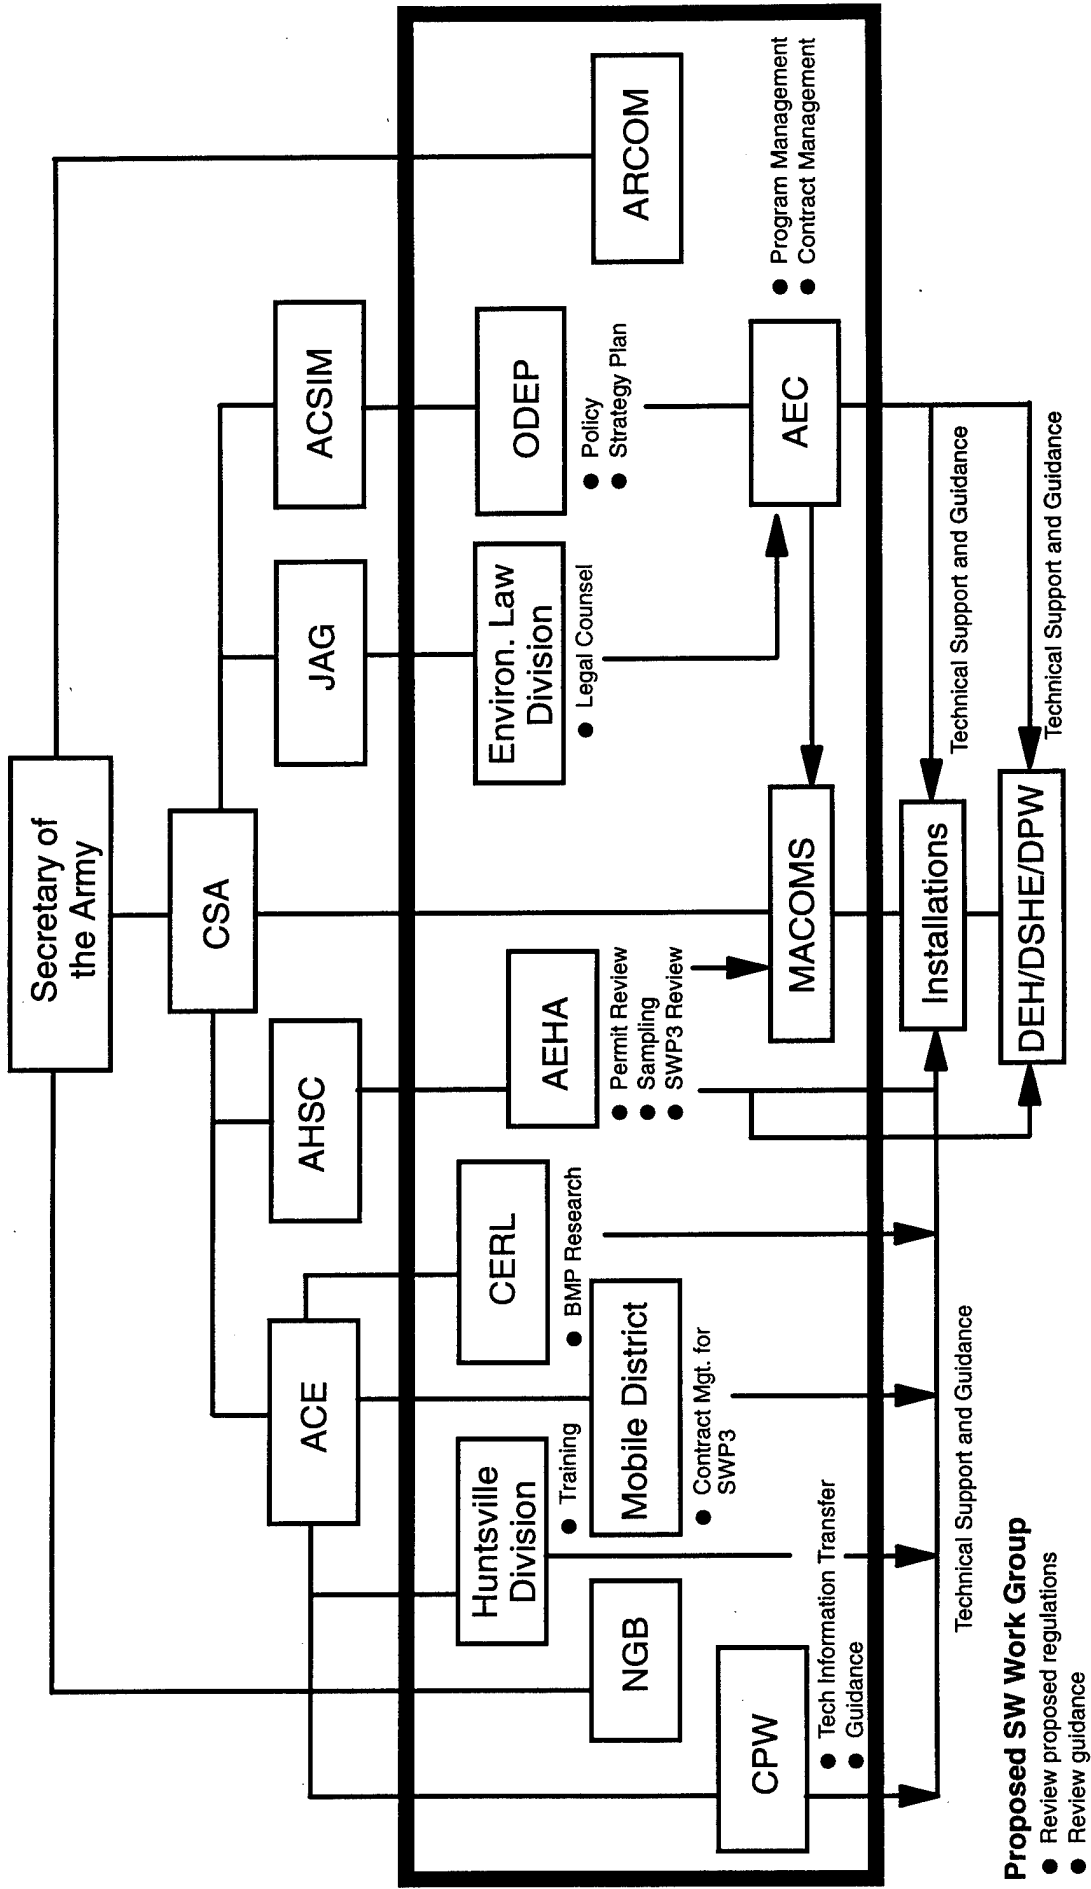 Secretary of
the Army
CSA
ACE
AHSC
JAG
ACSIM
Huntsville
Division
● Training
CERL
● BMP Research
AEHA
● Permit Review
● Sampling
● SWP3 Review
Environ. Law
Division
● Legal Counsel
ODEP
● Policy
● Strategy Plan
NGB
Mobile District
● Contract Mgt. for
SWP3
ARCOM
CPW
● Tech Information Transfer
● Guidance
MACOMS
AEC
● Program Management
● Contract Management
Installations
Technical Support and Guidance
Technical Support and Guidance
DEH/DSHE/DPW
Technical Support and Guidance
Proposed SW Work Group
● Review proposed regulations
● Review guidance